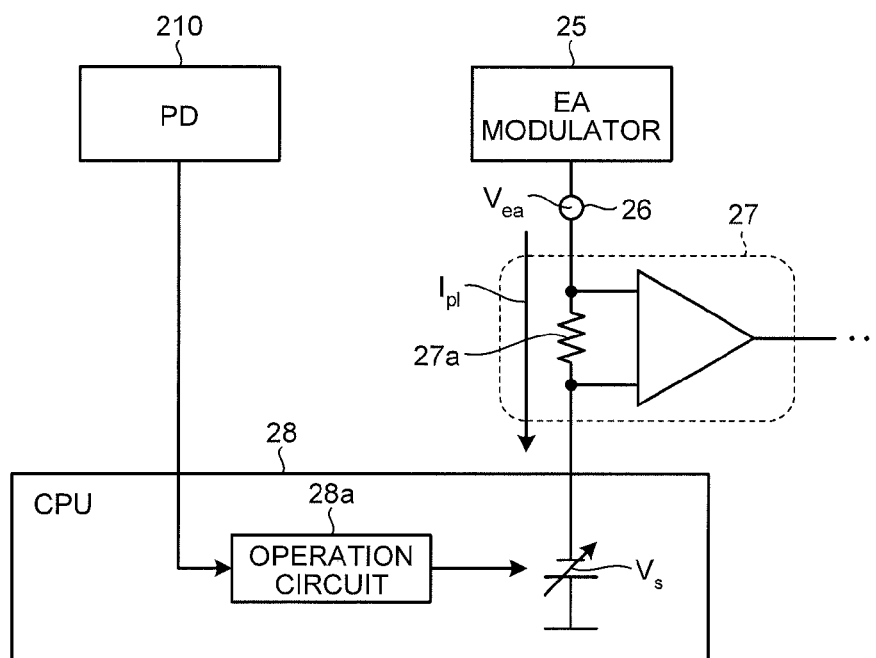 210
PD
25
EA
MODULATOR
Vea
26
27
Ipl
27a
28
CPU
28a
OPERATION
CIRCUIT
Vs